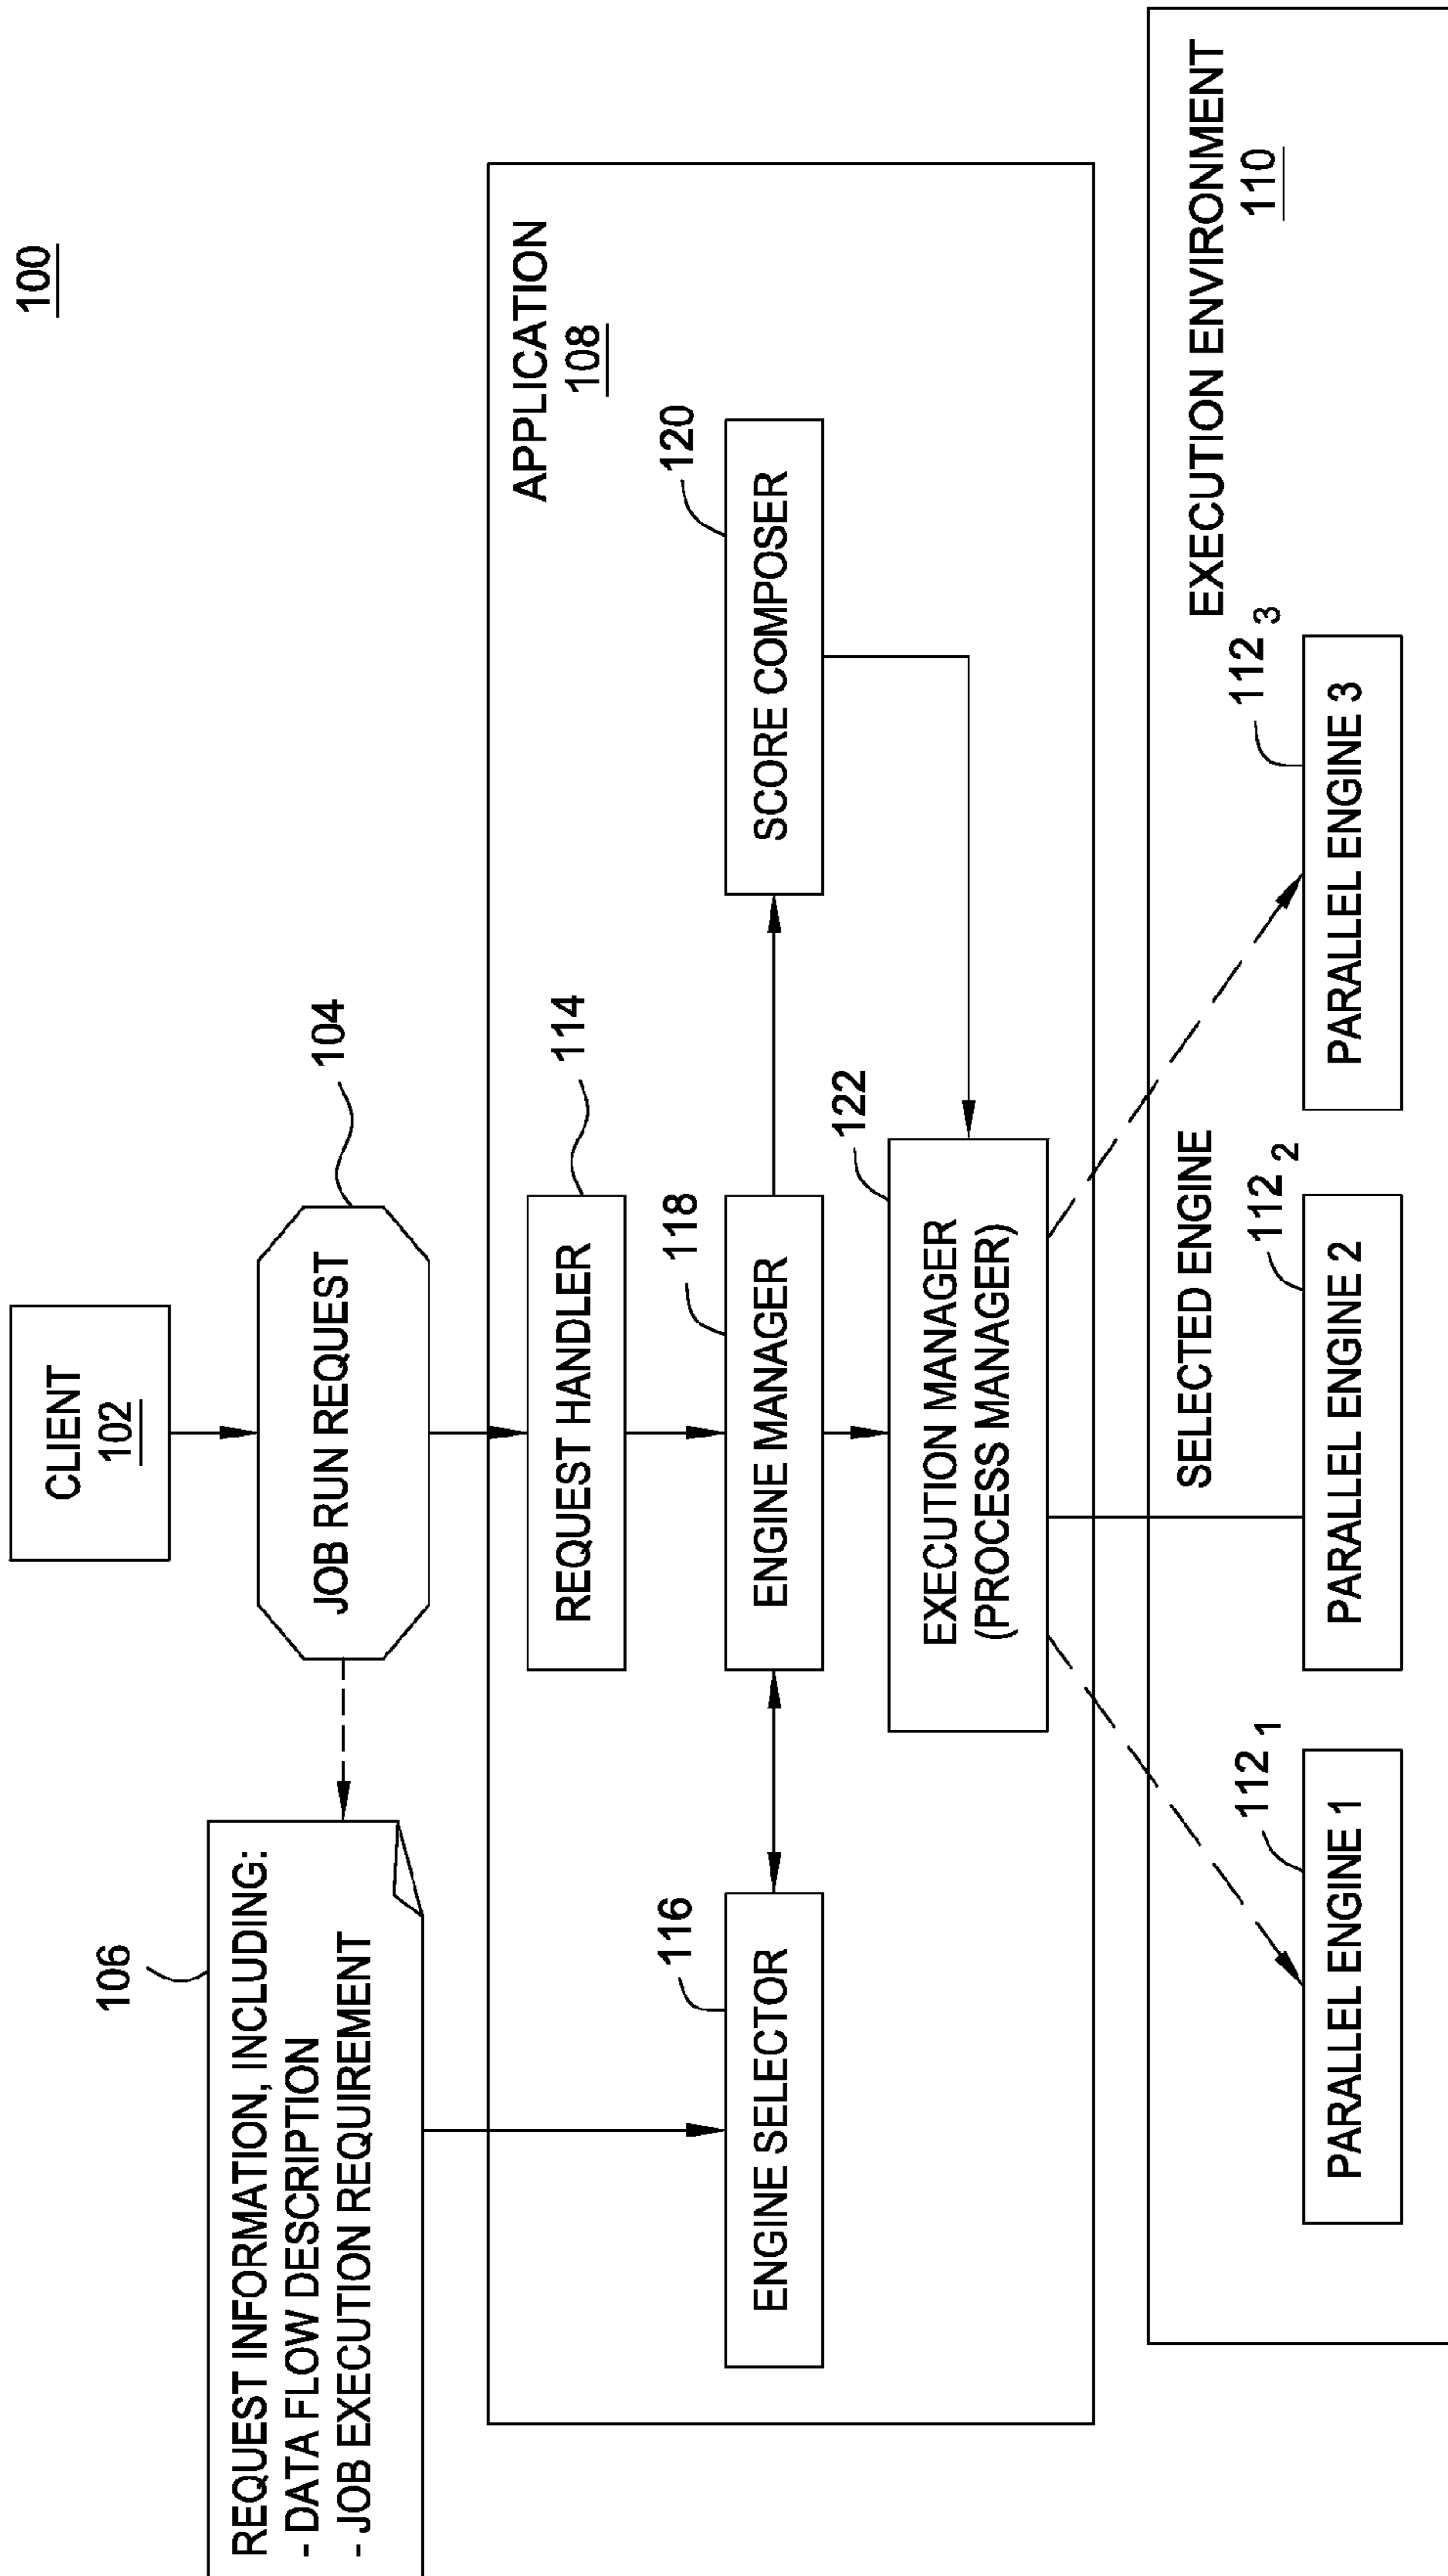 100
CLIENT
102
JOB RUN REQUEST
104
106
REQUEST INFORMATION, INCLUDING:
- DATA FLOW DESCRIPTION
- JOB EXECUTION REQUIREMENT
APPLICATION
108
REQUEST HANDLER
114
ENGINE SELECTOR
116
ENGINE MANAGER
118
SCORE COMPOSER
120
EXECUTION MANAGER
(PROCESS MANAGER)
122
EXECUTION ENVIRONMENT
110
SELECTED ENGINE
PARALLEL ENGINE 1
112 1
PARALLEL ENGINE 2
112 2
PARALLEL ENGINE 3
112 3